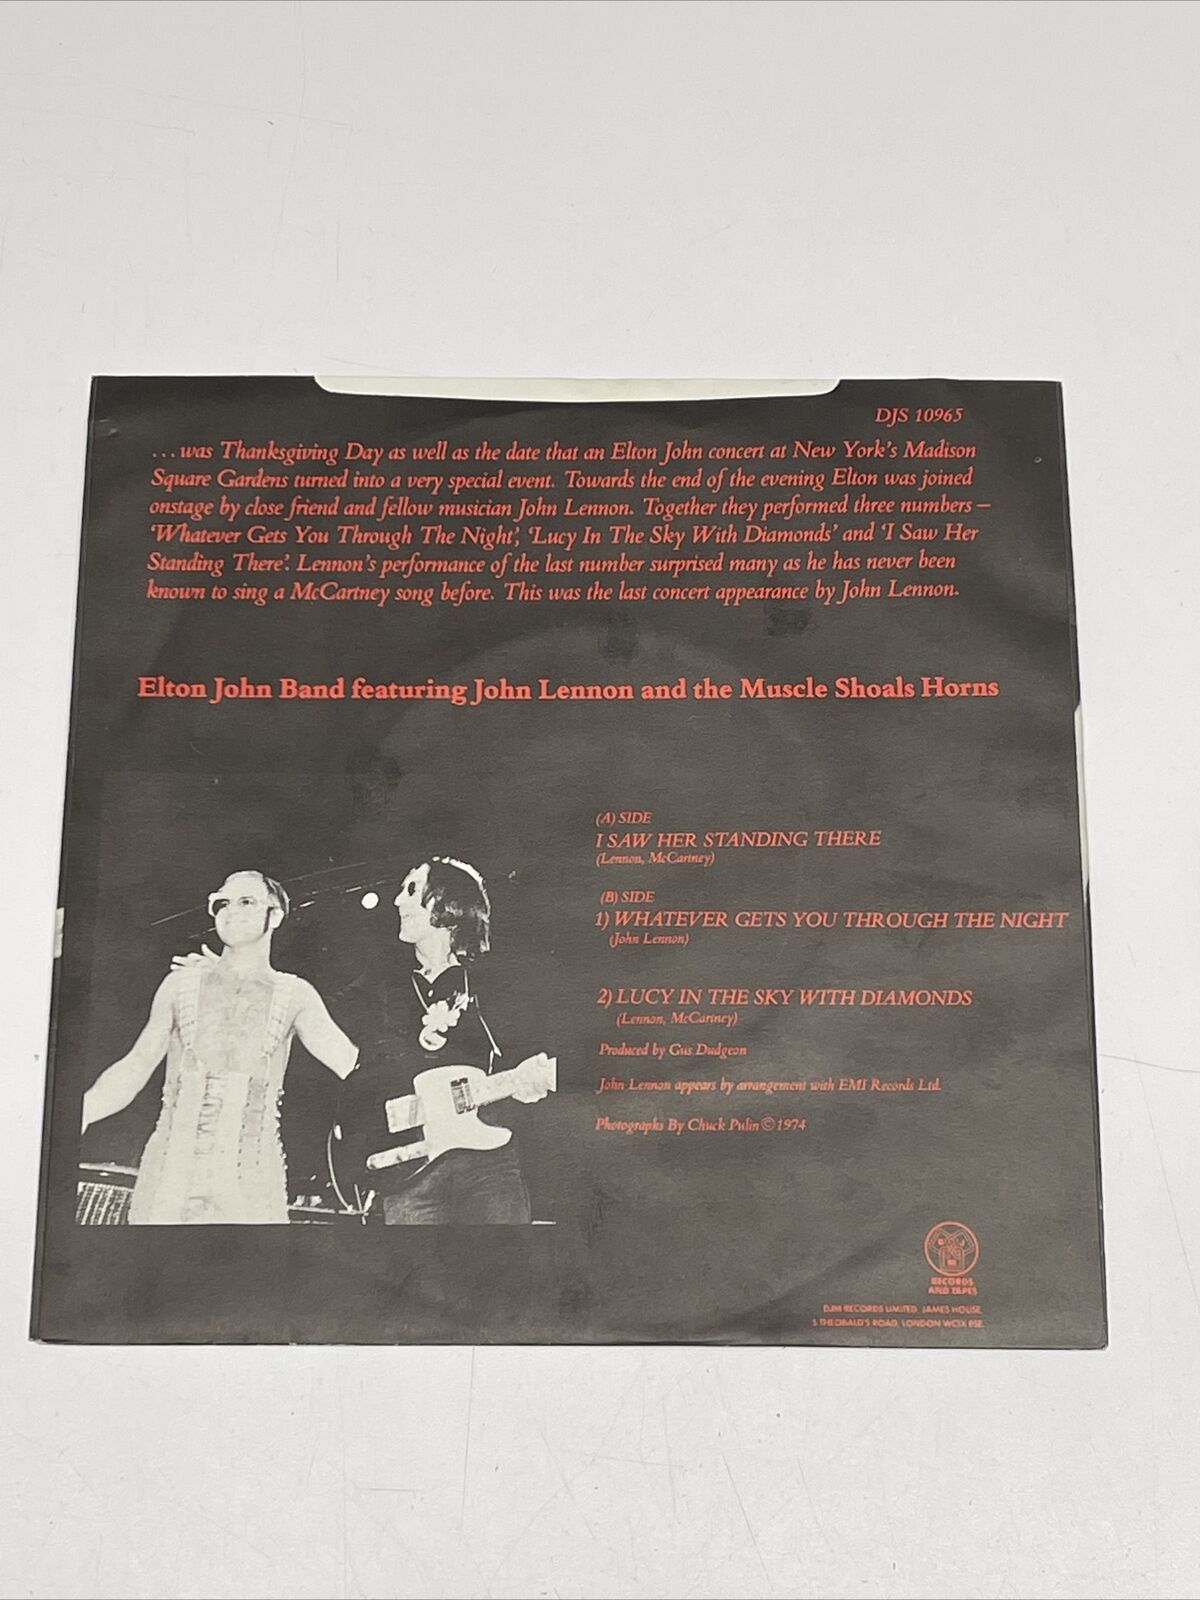 DJS 10965
...was Thanksgiving Day as well as the date that an Elton John concert at New York's Madison
Square Gardens turned into a very special event. Towards the end of the evening Elton was joined
onstage by close friend and fellow musician John Lennon. Together they performed three numbers –
'Whatever Gets You Through The Night', 'Lucy In The Sky With Diamonds' and 'I Saw Her
Standing There'. Lennon's performance of the last number surprised many as he has never been
known to sing a McCartney song before. This was the last concert appearance by John Lennon.
Elton John Band featuring John Lennon and the Muscle Shoals Horns
(A) SIDE
I SAW HER STANDING THERE
(Lennon, McCartney)
(B) SIDE
1) WHATEVER GETS YOU THROUGH THE NIGHT
(John Lennon)
2) LUCY IN THE SKY WITH DIAMONDS
(Lennon, McCartney)
Produced by Gus Dudgeon
John Lennon appears by arrangement with EMI Records Ltd.
Photographs By Chuck Pulin © 1974
RECORDS
AND TAPES
DJM RECORDS LIMITED, JAMES HOUSE,
5 THEOBALD'S ROAD, LONDON WC1X 8SE.